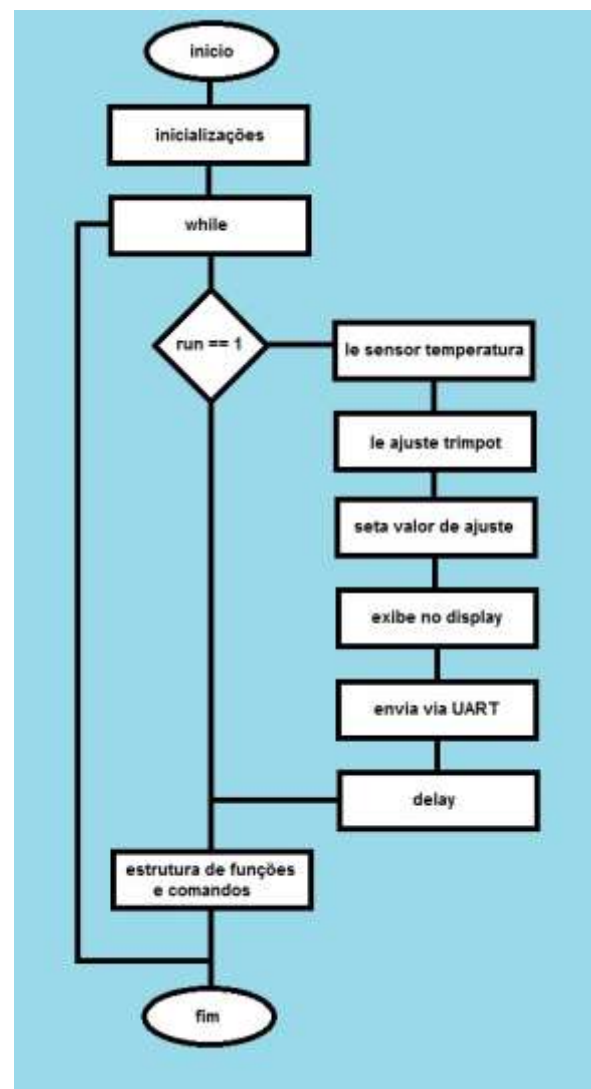 inicio
inicializações
while
run == 1
le sensor temperatura
le ajuste trimpot
seta valor de ajuste
exibe no display
envia via UART
delay
estrutura de funções
e comandos
fim